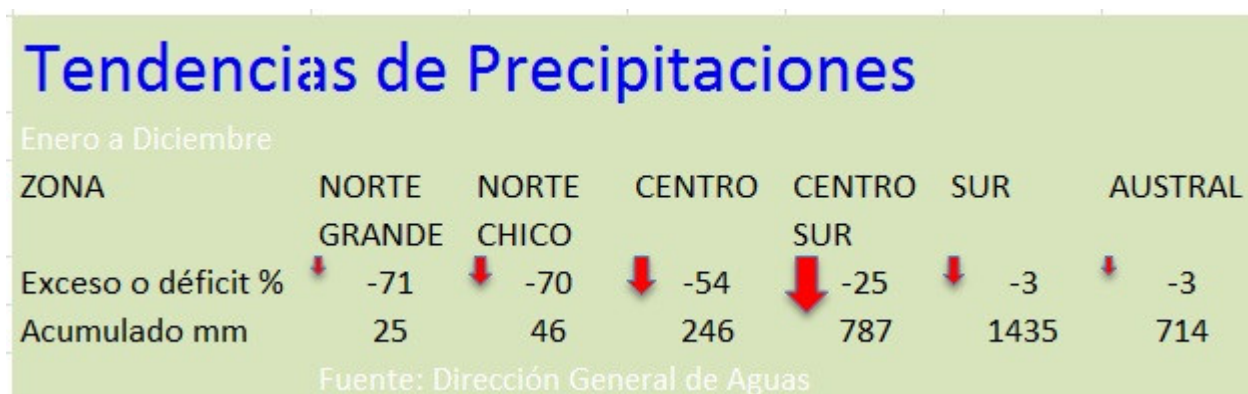 Tendencias de Precipitaciones
Enero a Diciembre
ZONA NORTE GRANDE NORTE CHICO CENTRO CENTRO SUR SUR AUSTRAL
Exceso o déficit % -71 -70 -54 -25 -3 -3
Acumulado mm 25 46 246 787 1435 714
Fuente: Dirección General de Aguas